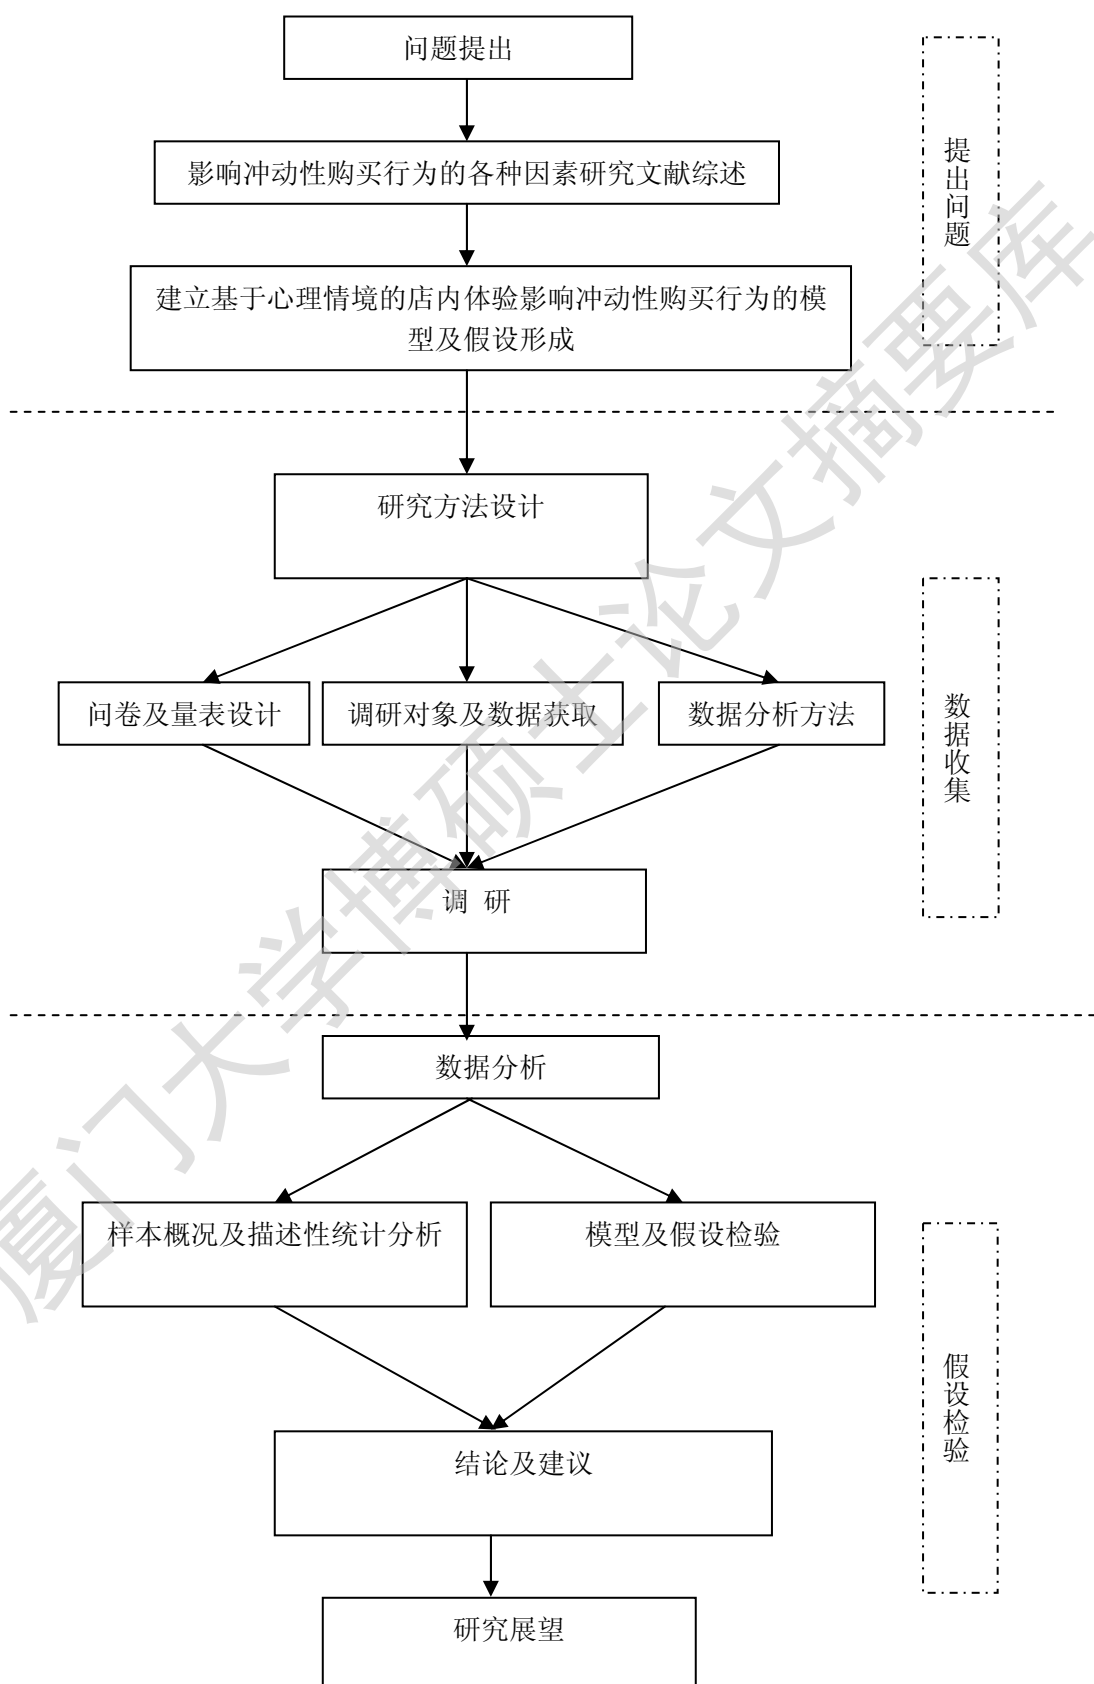 问题提出
影响冲动性购买行为的各种因素研究文献综述
建立基于心理情境的店内体验影响冲动性购买行为的模
型及假设形成
提出问题
研究方法设计
问卷及量表设计
调研对象及数据获取
数据分析方法
数据收集
调 研
数据分析
样本概况及描述性统计分析
模型及假设检验
假设检验
结论及建议
研究展望
厦门大学博硕士论文摘要库